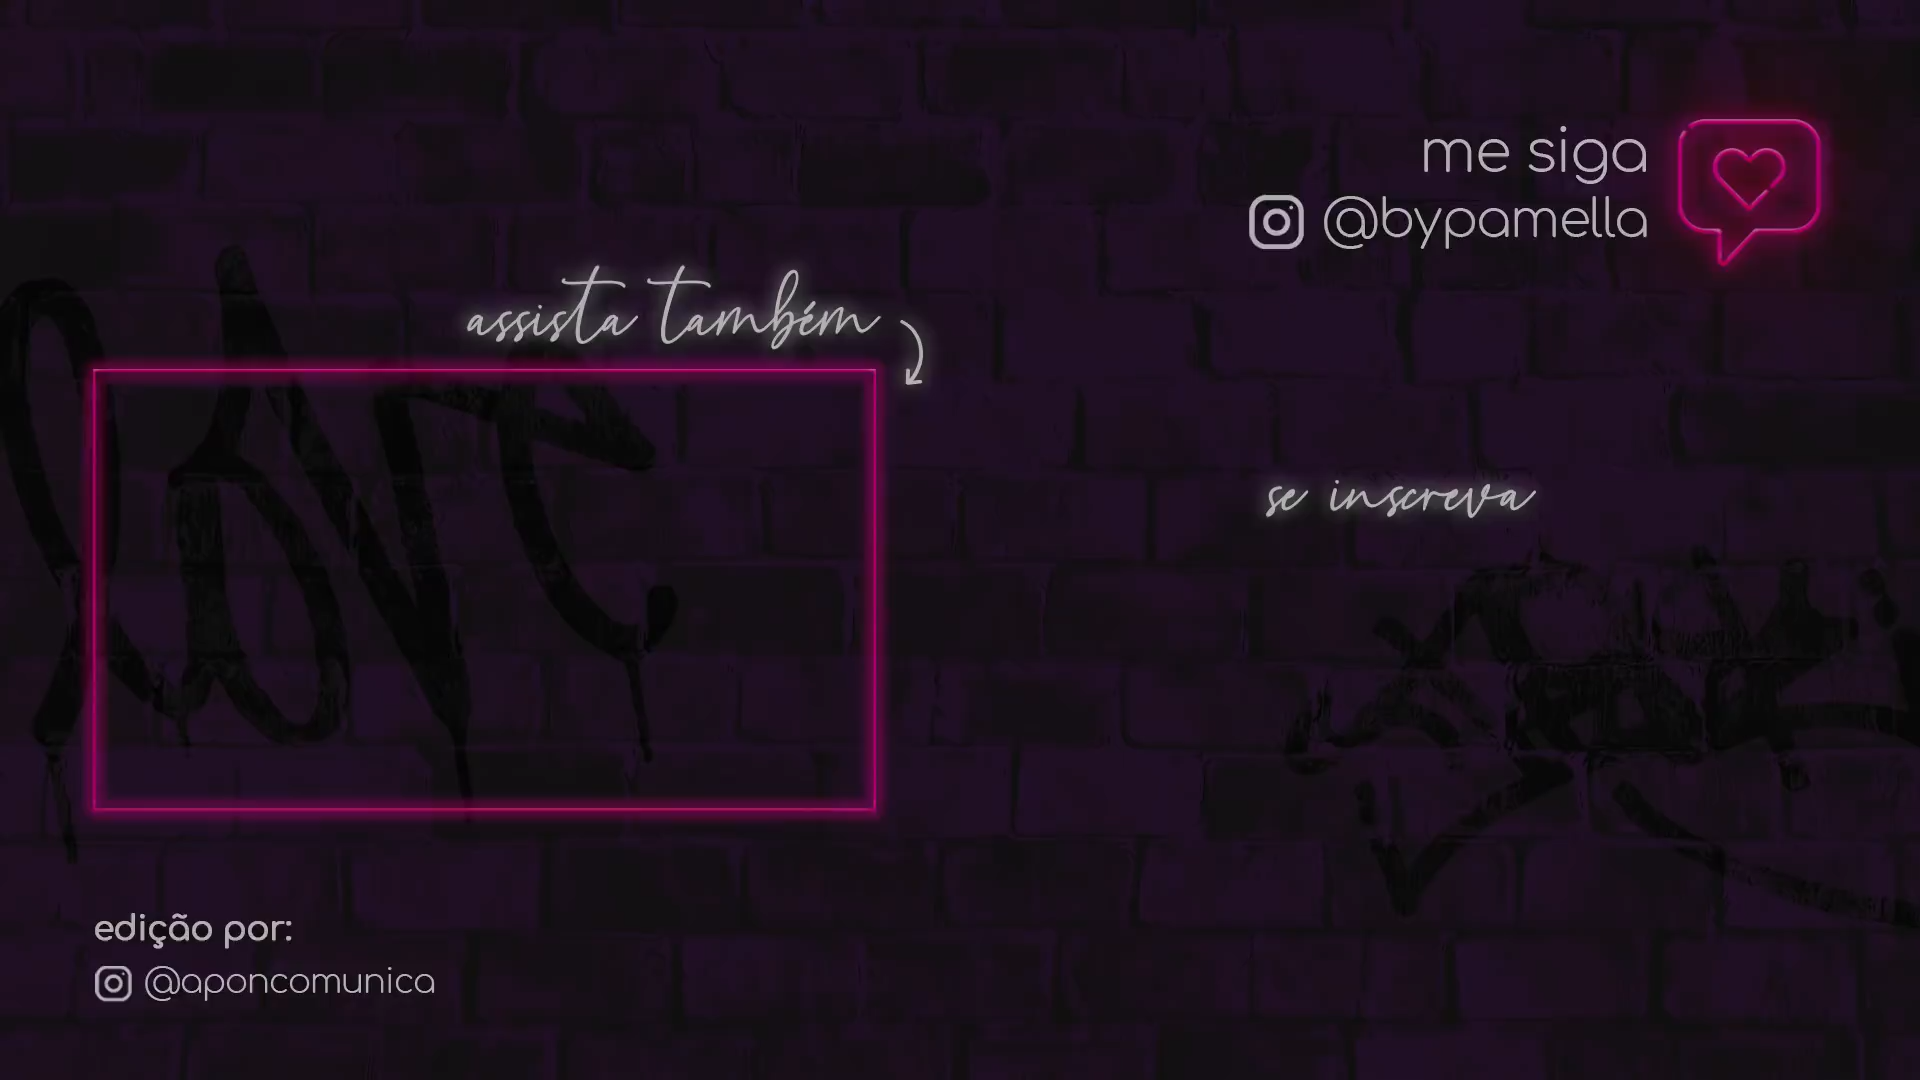 me siga
@bypamella
assista também
se inscreva
edição por:
@aponcomunica